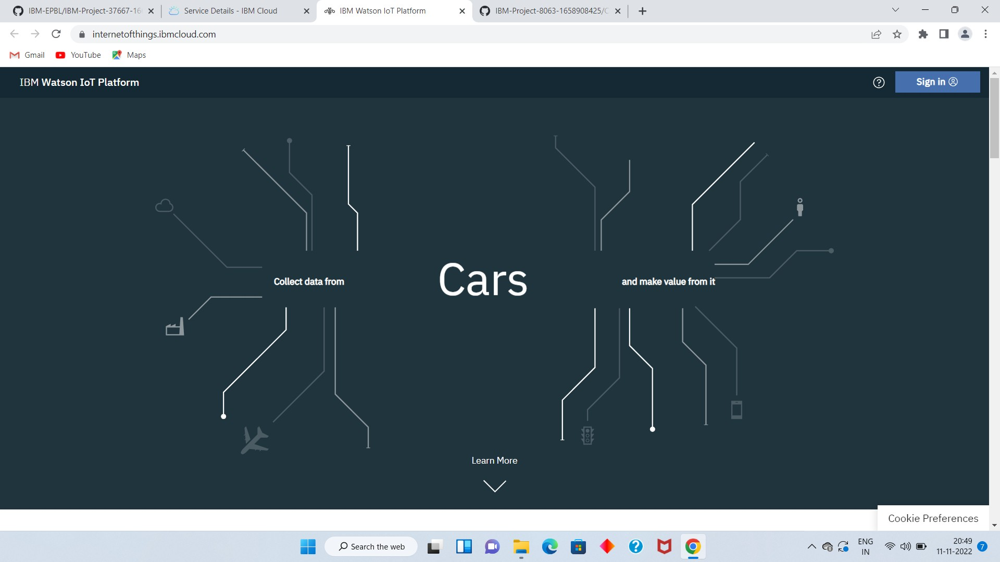 IBM-EPBL/IBM-Project-37667-16
Service Details - IBM Cloud
IBM Watson IoT Platform
IBM-Project-8063-1658908425/C
internetofthings.ibmcloud.com
Gmail
YouTube
Maps
IBM Watson IoT Platform
Sign in
Collect data from
Cars
and make value from it
Learn More
Cookie Preferences
Search the web
ENG
IN
20:49
11-11-2022
7